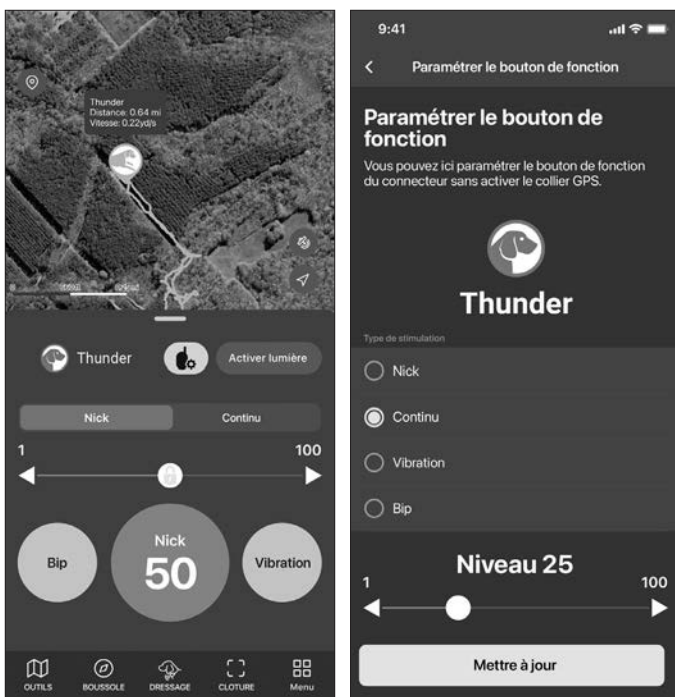 Thunder
Distance: 0.64 mi
Vitesse: 0.22yd/s
Thunder
Activer lumière
Nick
Continu
1
100
Nick
50
Bip
Vibration
OUTILS
BOUSSOLE
DRESSAGE
CLOTURE
Menu
9:41
Paramétrer le bouton de fonction
Paramétrer le bouton de
fonction
Vous pouvez ici paramétrer le bouton de fonction
du connecteur sans activer le collier GPS.
Thunder
Type de stimulation
Nick
Continu
Vibration
Bip
Niveau 25
1
100
Mettre à jour